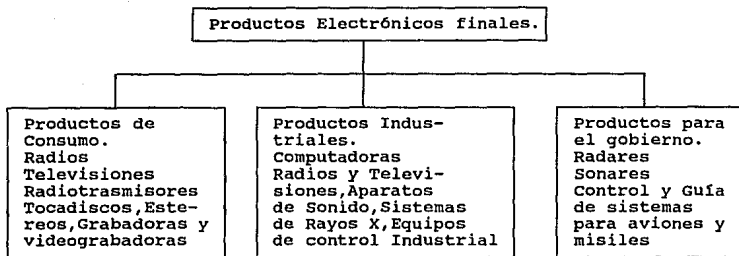 Productos Electrónicos finales.
Productos de
Consumo.
Radios
Televisiones
Radiotrasmisores
Tocadiscos,Este-
reos,Grabadoras y
videograbadoras
Productos Indus-
triales.
Computadoras
Radios y Televi-
siones,Aparatos
de Sonido,Sistemas
de Rayos X,Equipos
de control Industrial
Productos para
el gobierno.
Radares
Sonares
Control y Guía
de sistemas
para aviones y
misiles